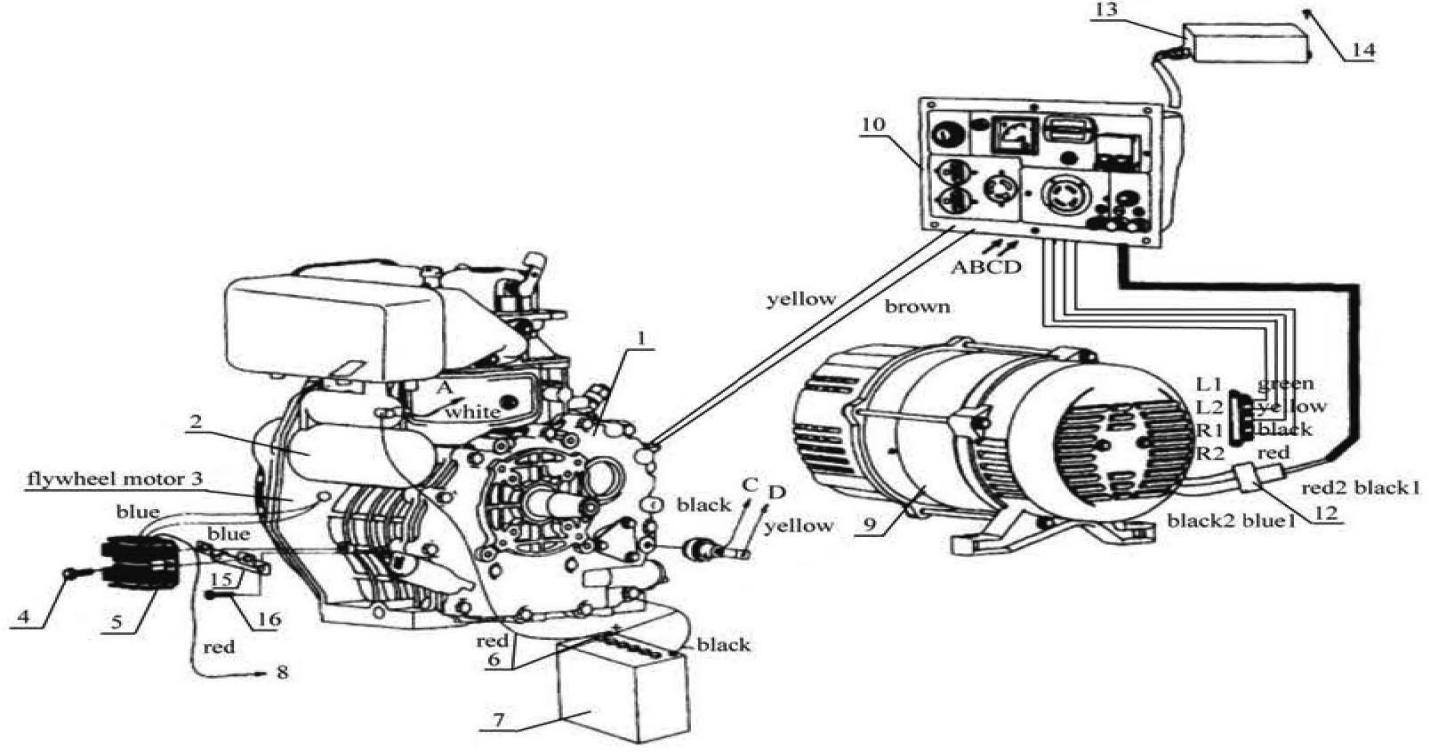 13
14
10
ABCD
yellow
brown
1
A
white
2
flywheel motor 3
blue
blue
L1 green
L2 yellow
R1 black
R2 red
red2 black1
black2 blue1
12
9
black
C
D
yellow
4
5
15
16
red
8
red
6
+
-
black
7